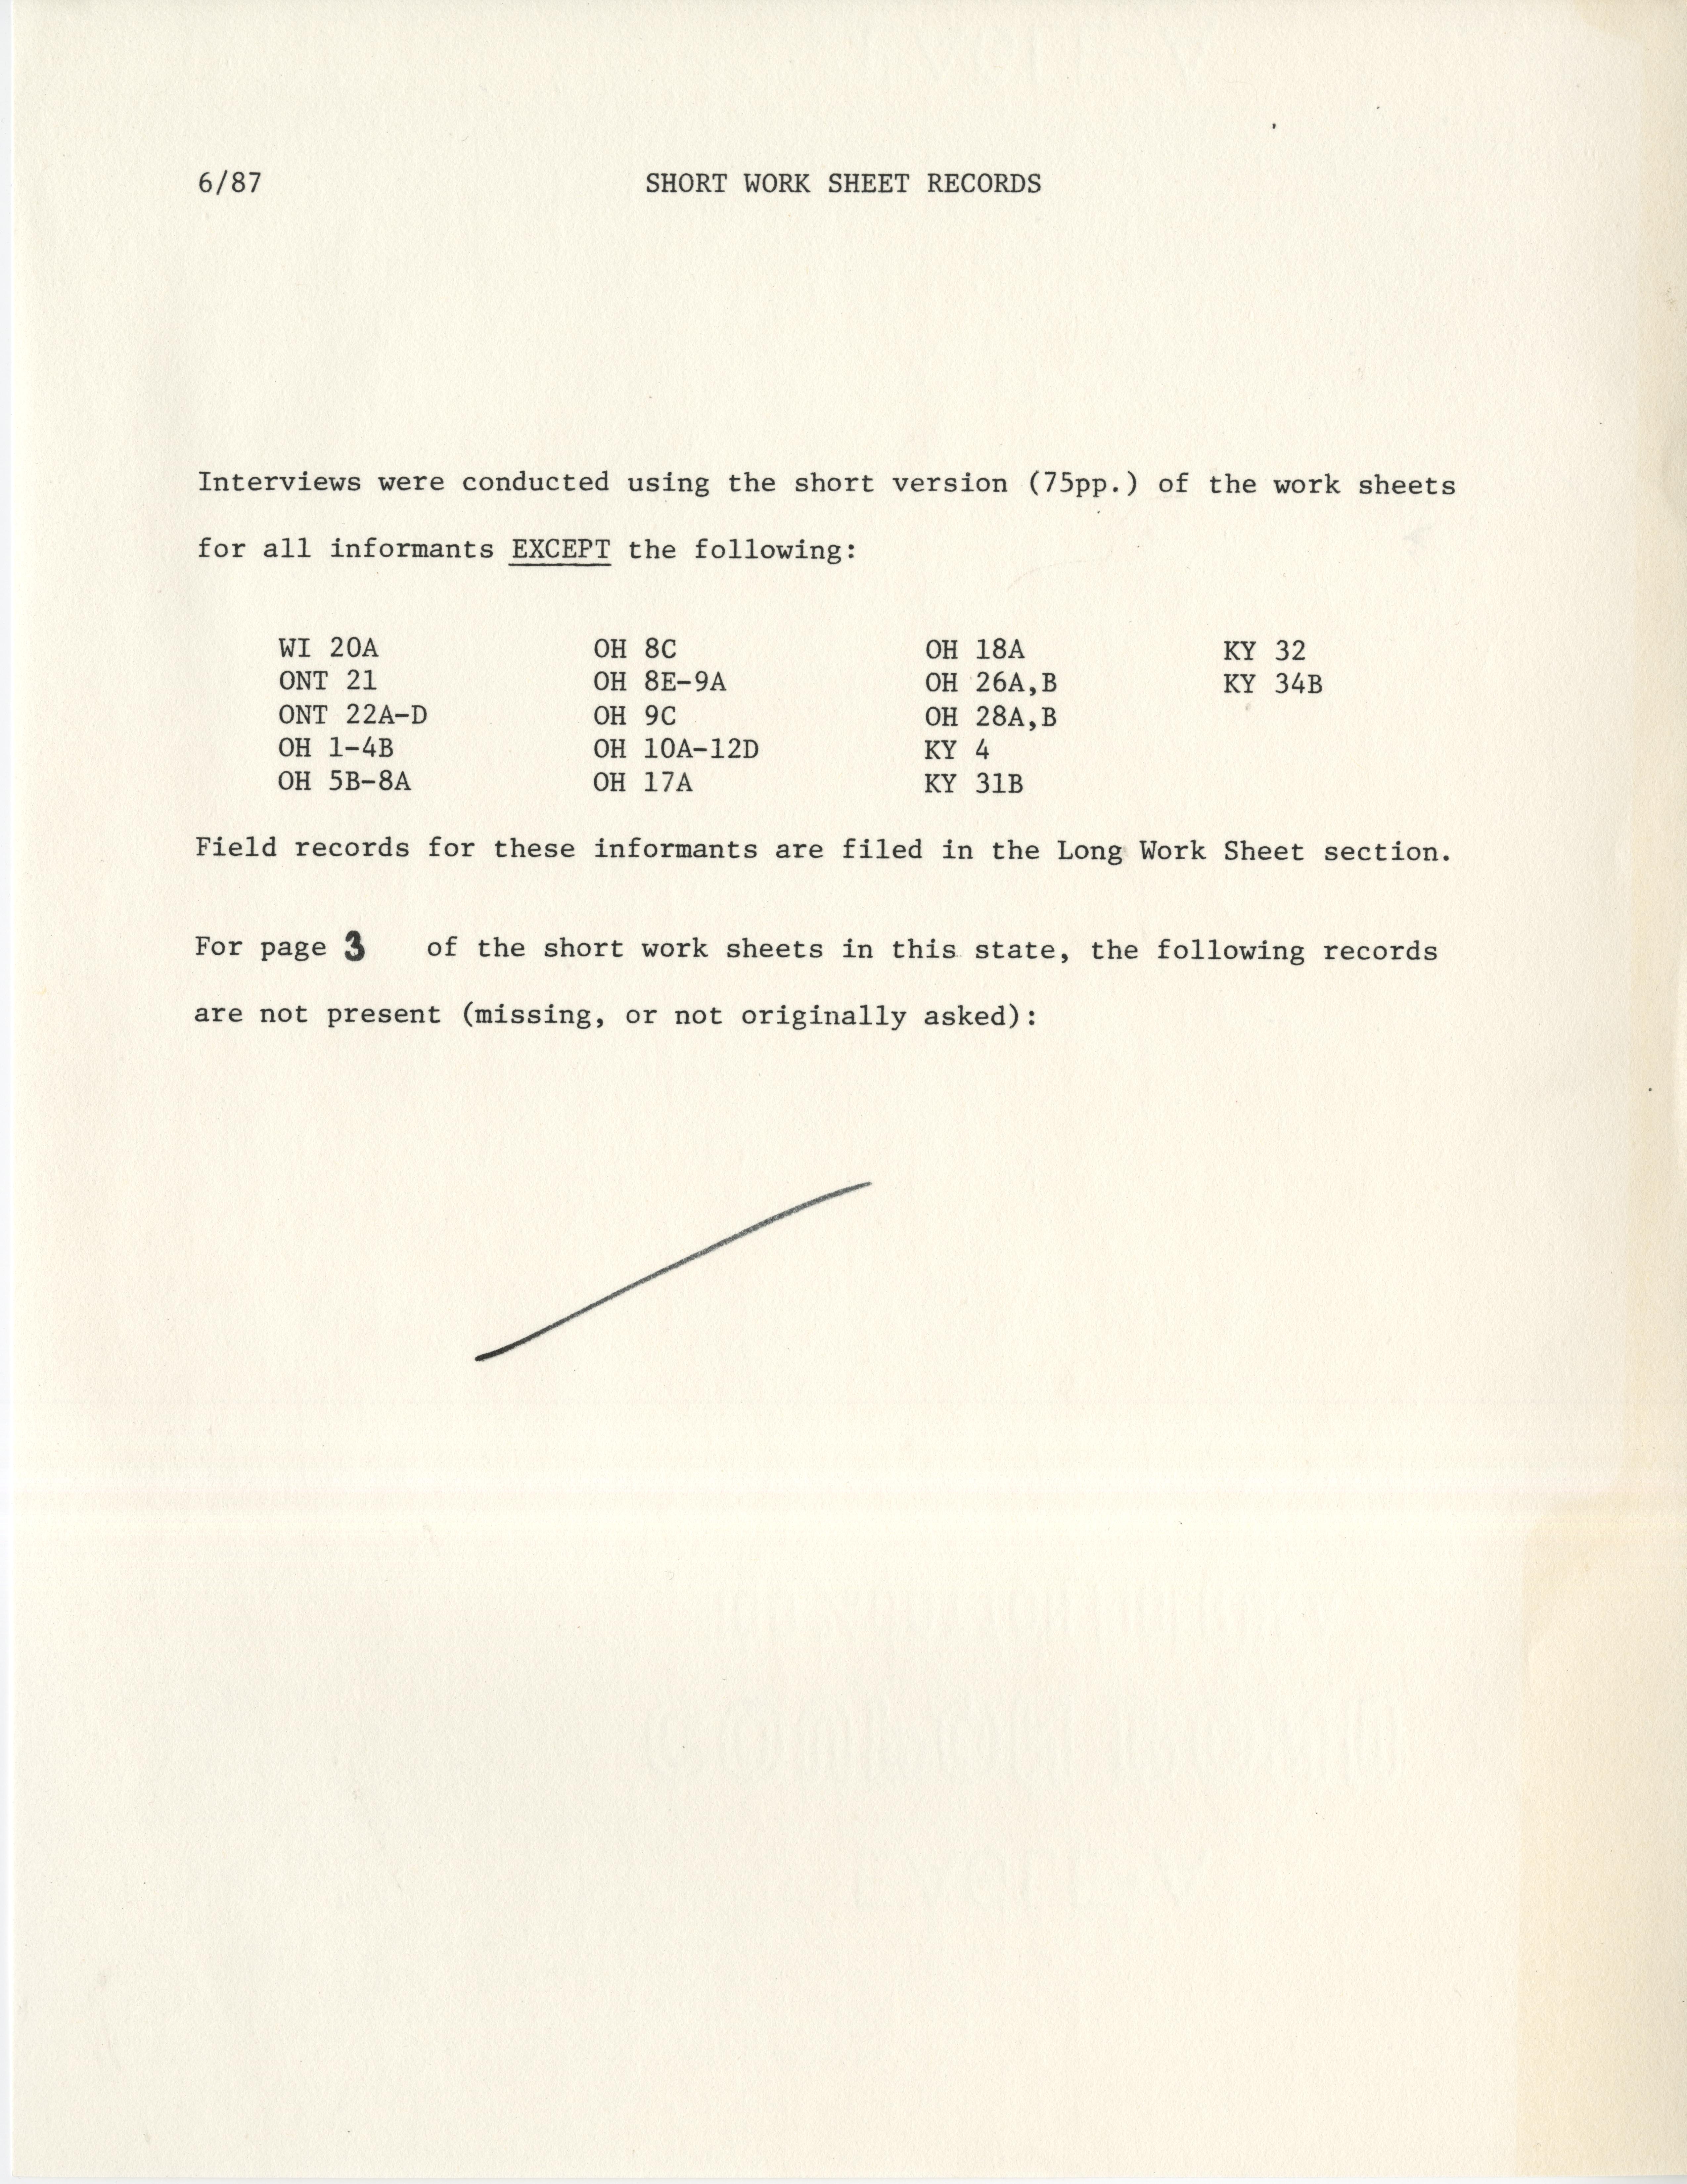 6/87 SHORT WORK SHEET RECORDS
Interviews were conducted using the short version (75pp.) of the work sheets
for all informants EXCEPT the following:
WI 20A OH 8C OH 18A KY 32
ONT 21 OH 8E-9A OH 26A,B KY 34B
ONT 22A-D OH 9C OH 28A,B
OH 1-4B OH 10A-12D KY 4
OH 5B-8A OH 17A KY 31B
Field records for these informants are filed in the Long Work Sheet section.
For page 3 of the short work sheets in this state, the following records
are not present (missing, or not originally asked):